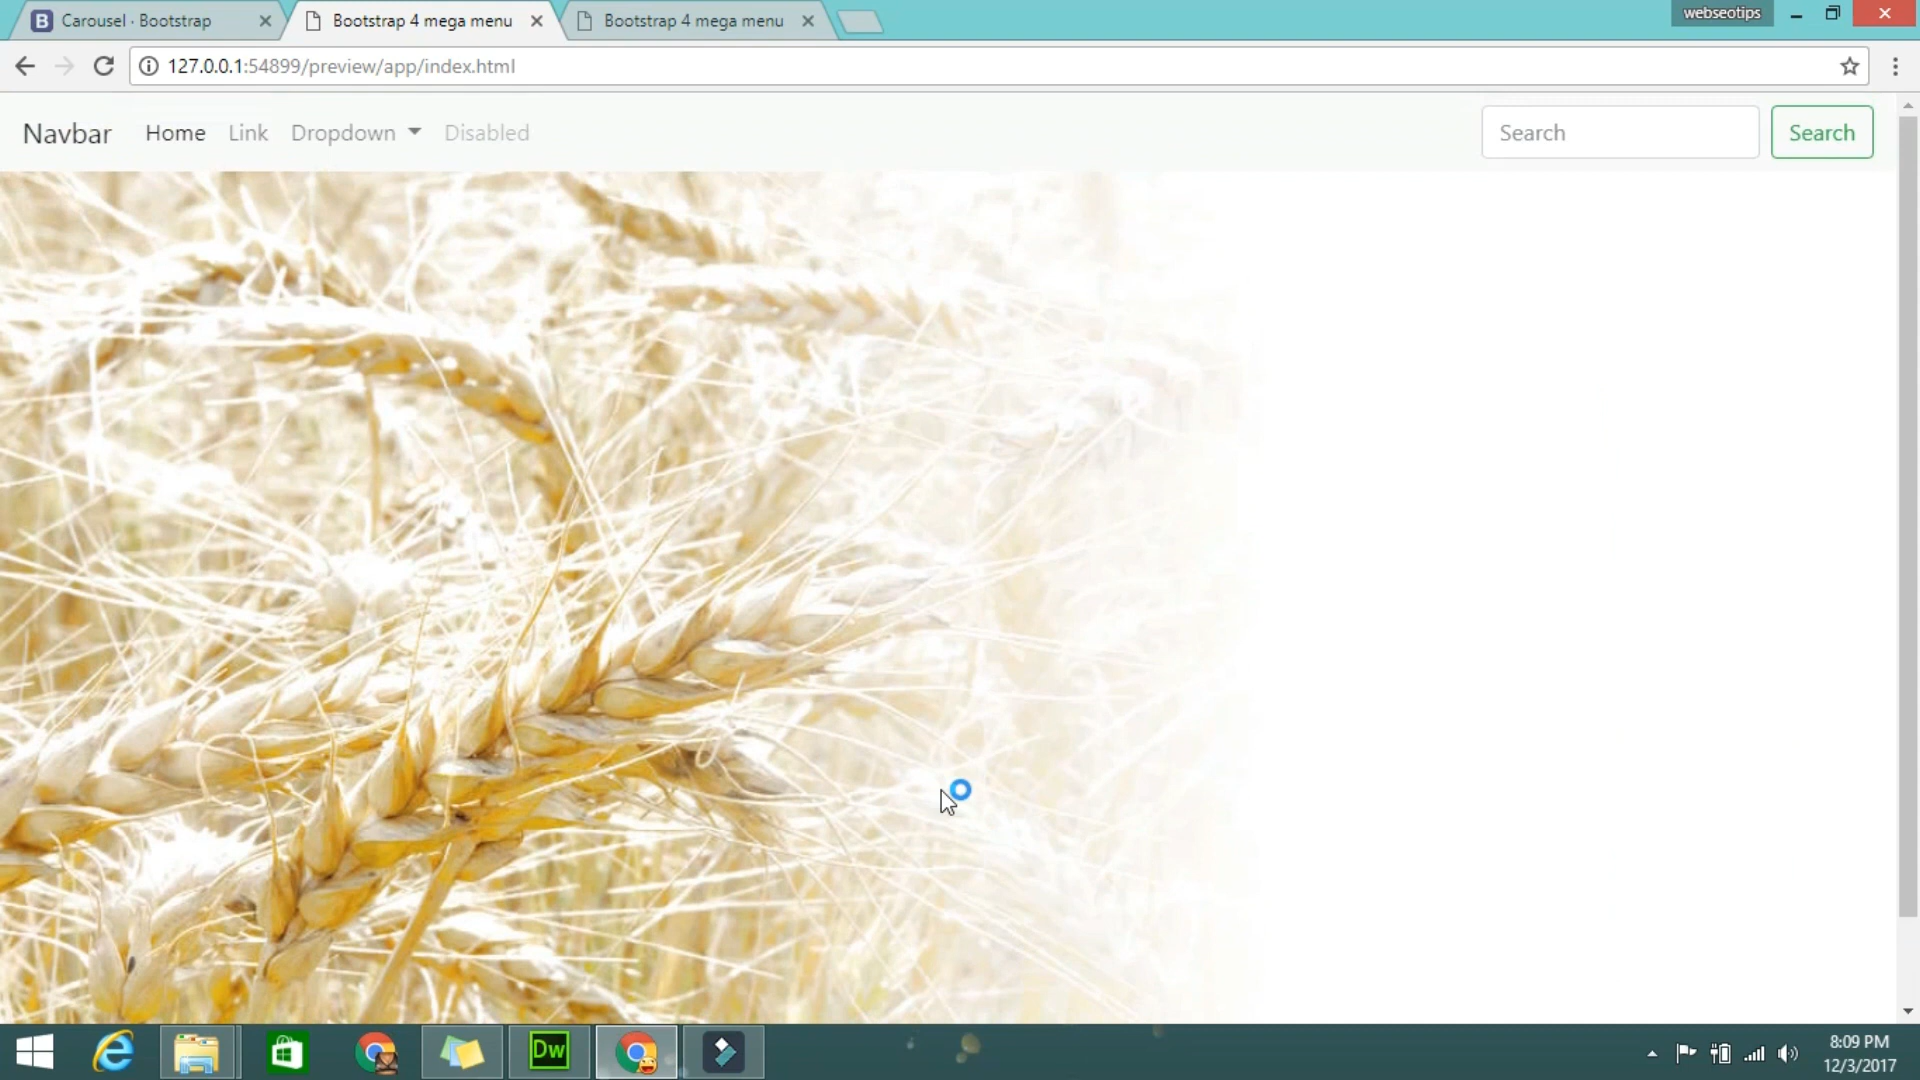 B Carousel · Bootstrap
Bootstrap 4 mega menu
Bootstrap 4 mega menu
webseotips
127.0.0.1:54899/preview/app/index.html
Navbar Home Link Dropdown Disabled
Search
Search
Dw
8:09 PM
12/3/2017